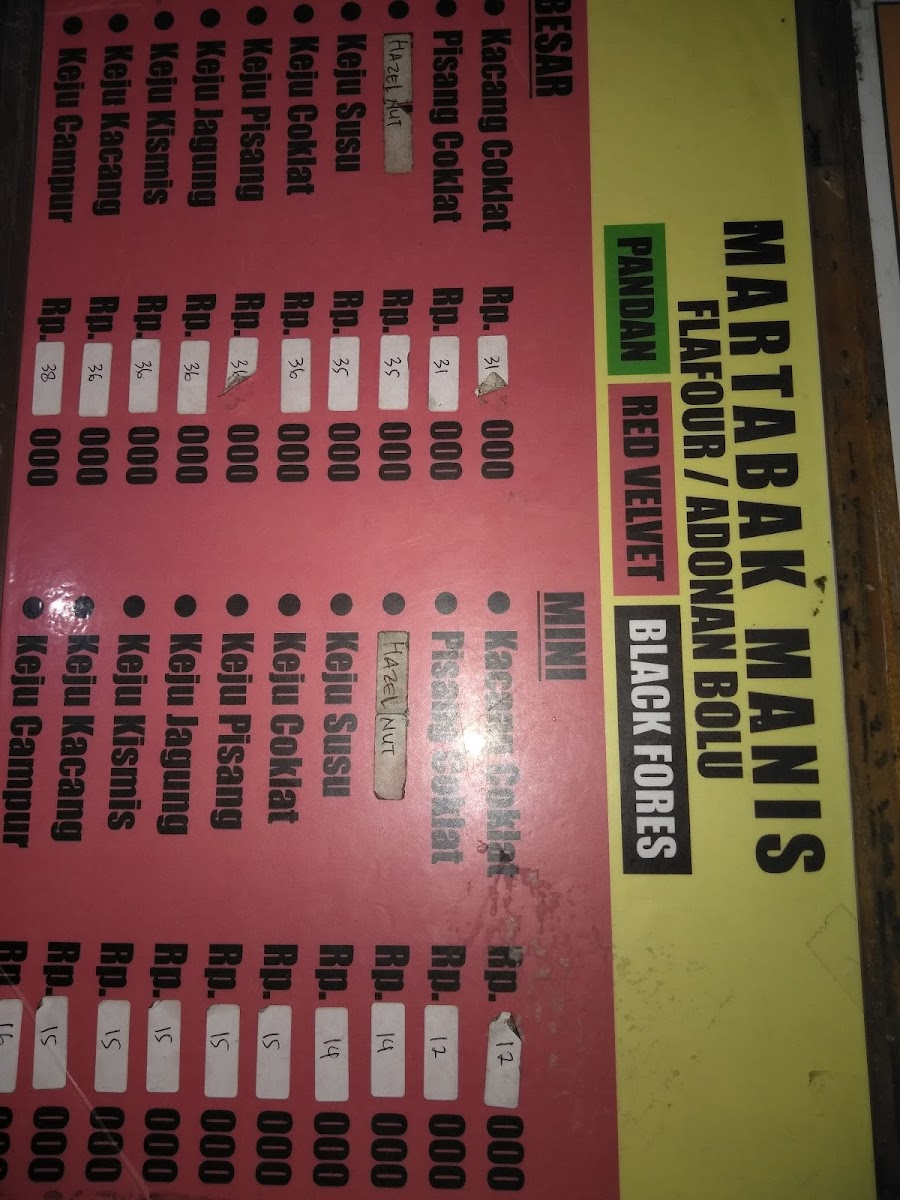 MARTABAK MANIS
FLAFOUR / ADONAN BOLU
PANDAN RED VELVET BLACK FORES
BESAR
• Kacang Coklat Rp. 31 000
• Pisang Coklat Rp. 31 000
• HAZEL NUT Rp. 35 000
• Keju Susu Rp. 35 000
• Keju Coklat Rp. 36 000
• Keju Pisang Rp. 36 000
• Keju Jagung Rp. 36 000
• Keju Kismis Rp. 36 000
• Keju Kacang Rp. 36 000
• Keju Campur Rp. 38 000
MINI
• Kacang Coklat Rp. 12 000
• Pisang Coklat Rp. 12 000
• HAZEL NUT Rp. 14 000
• Keju Susu Rp. 14 000
• Keju Coklat Rp. 15 000
• Keju Pisang Rp. 15 000
• Keju Jagung Rp. 15 000
• Keju Kismis Rp. 15 000
• Keju Kacang Rp. 15 000
• Keju Campur Rp. 16 000